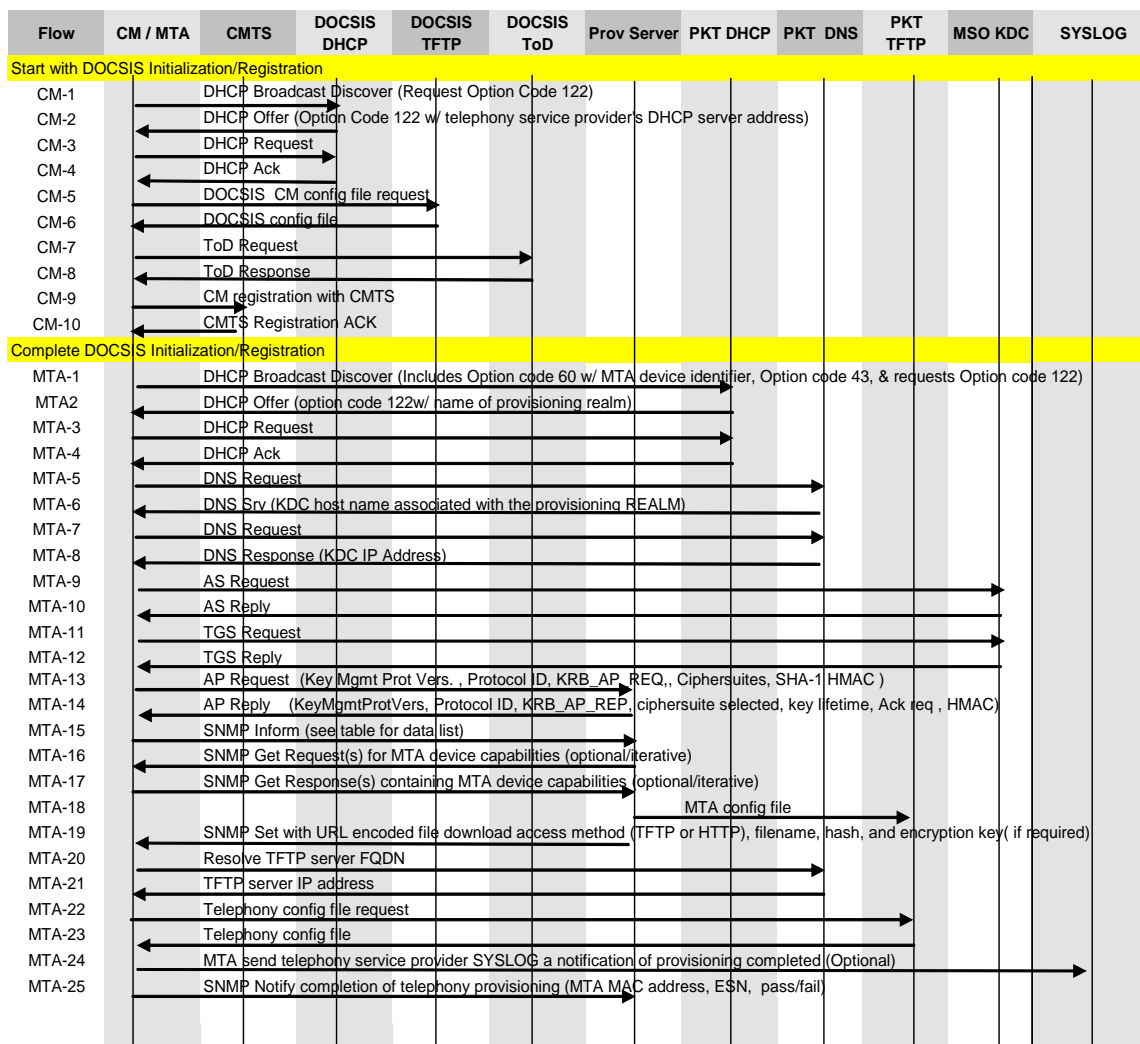 Flow CM / MTA CMTS DOCSIS DHCP DOCSIS TFTP DOCSIS ToD Prov Server PKT DHCP PKT DNS PKT TFTP MSO KDC SYSLOG
Start with DOCSIS Initialization/Registration
CM-1 DHCP Broadcast Discover (Request Option Code 122)
CM-2 DHCP Offer (Option Code 122 w/ telephony service provider's DHCP server address)
CM-3 DHCP Request
CM-4 DHCP Ack
CM-5 DOCSIS CM config file request
CM-6 DOCSIS config file
CM-7 ToD Request
CM-8 ToD Response
CM-9 CM registration with CMTS
CM-10 CMTS Registration ACK
Complete DOCSIS Initialization/Registration
MTA-1 DHCP Broadcast Discover (Includes Option code 60 w/ MTA device identifier, Option code 43, & requests Option code 122)
MTA2 DHCP Offer (option code 122w/ name of provisioning realm)
MTA-3 DHCP Request
MTA-4 DHCP Ack
MTA-5 DNS Request
MTA-6 DNS Srv (KDC host name associated with the provisioning REALM)
MTA-7 DNS Request
MTA-8 DNS Response (KDC IP Address)
MTA-9 AS Request
MTA-10 AS Reply
MTA-11 TGS Request
MTA-12 TGS Reply
MTA-13 AP Request (Key Mgmt Prot Vers. , Protocol ID, KRB_AP_REQ,, Ciphersuites, SHA-1 HMAC )
MTA-14 AP Reply (KeyMgmtProtVers, Protocol ID, KRB_AP_REP, ciphersuite selected, key lifetime, Ack req , HMAC)
MTA-15 SNMP Inform (see table for data list)
MTA-16 SNMP Get Request(s) for MTA device capabilities (optional/iterative)
MTA-17 SNMP Get Response(s) containing MTA device capabilities (optional/iterative)
MTA-18 MTA config file
MTA-19 SNMP Set with URL encoded file download access method (TFTP or HTTP), filename, hash, and encryption key( if required)
MTA-20 Resolve TFTP server FQDN
MTA-21 TFTP server IP address
MTA-22 Telephony config file request
MTA-23 Telephony config file
MTA-24 MTA send telephony service provider SYSLOG a notification of provisioning completed (Optional)
MTA-25 SNMP Notify completion of telephony provisioning (MTA MAC address, ESN, pass/fail)